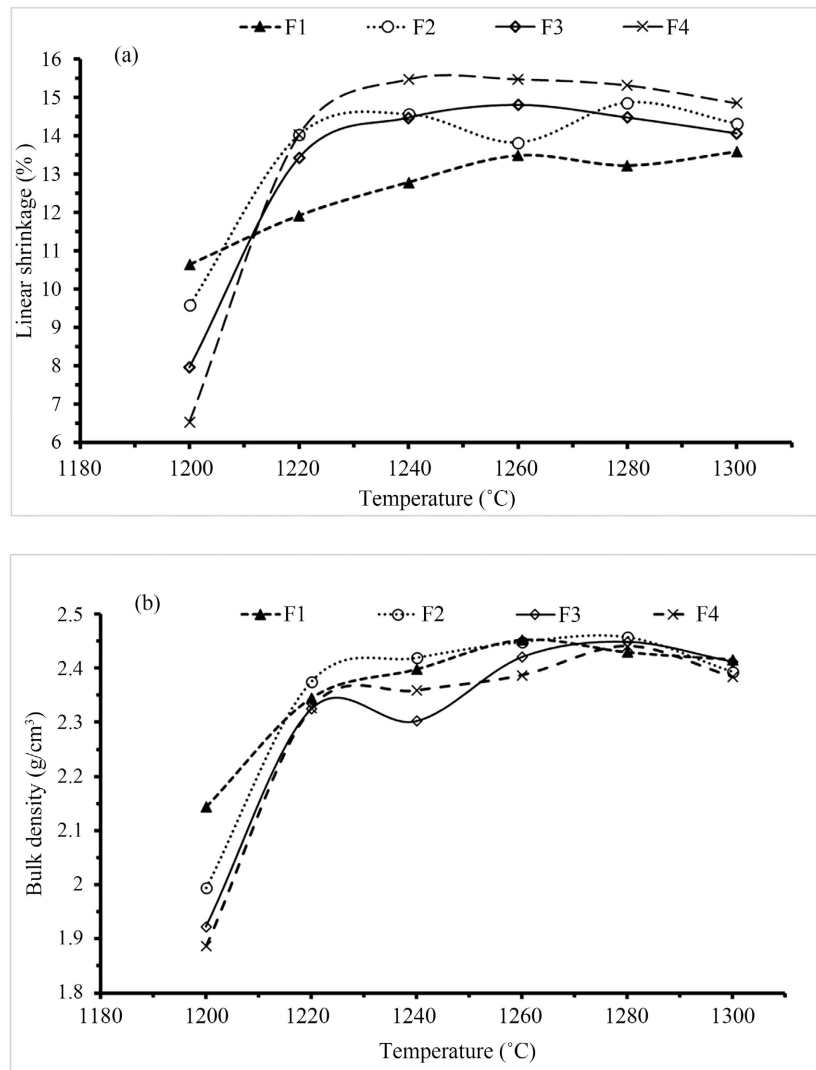 F1 F2 F3 F4
(a)
16
15
14
13
12
11
10
9
8
7
6
Linear shrinkage (%)
1180 1200 1220 1240 1260 1280 1300
Temperature (˚C)
(b)
F1 F2 F3 F4
2.5
2.4
2.3
2.2
2.1
2
1.9
1.8
Bulk density (g/cm³)
1180 1200 1220 1240 1260 1280 1300
Temperature (˚C)